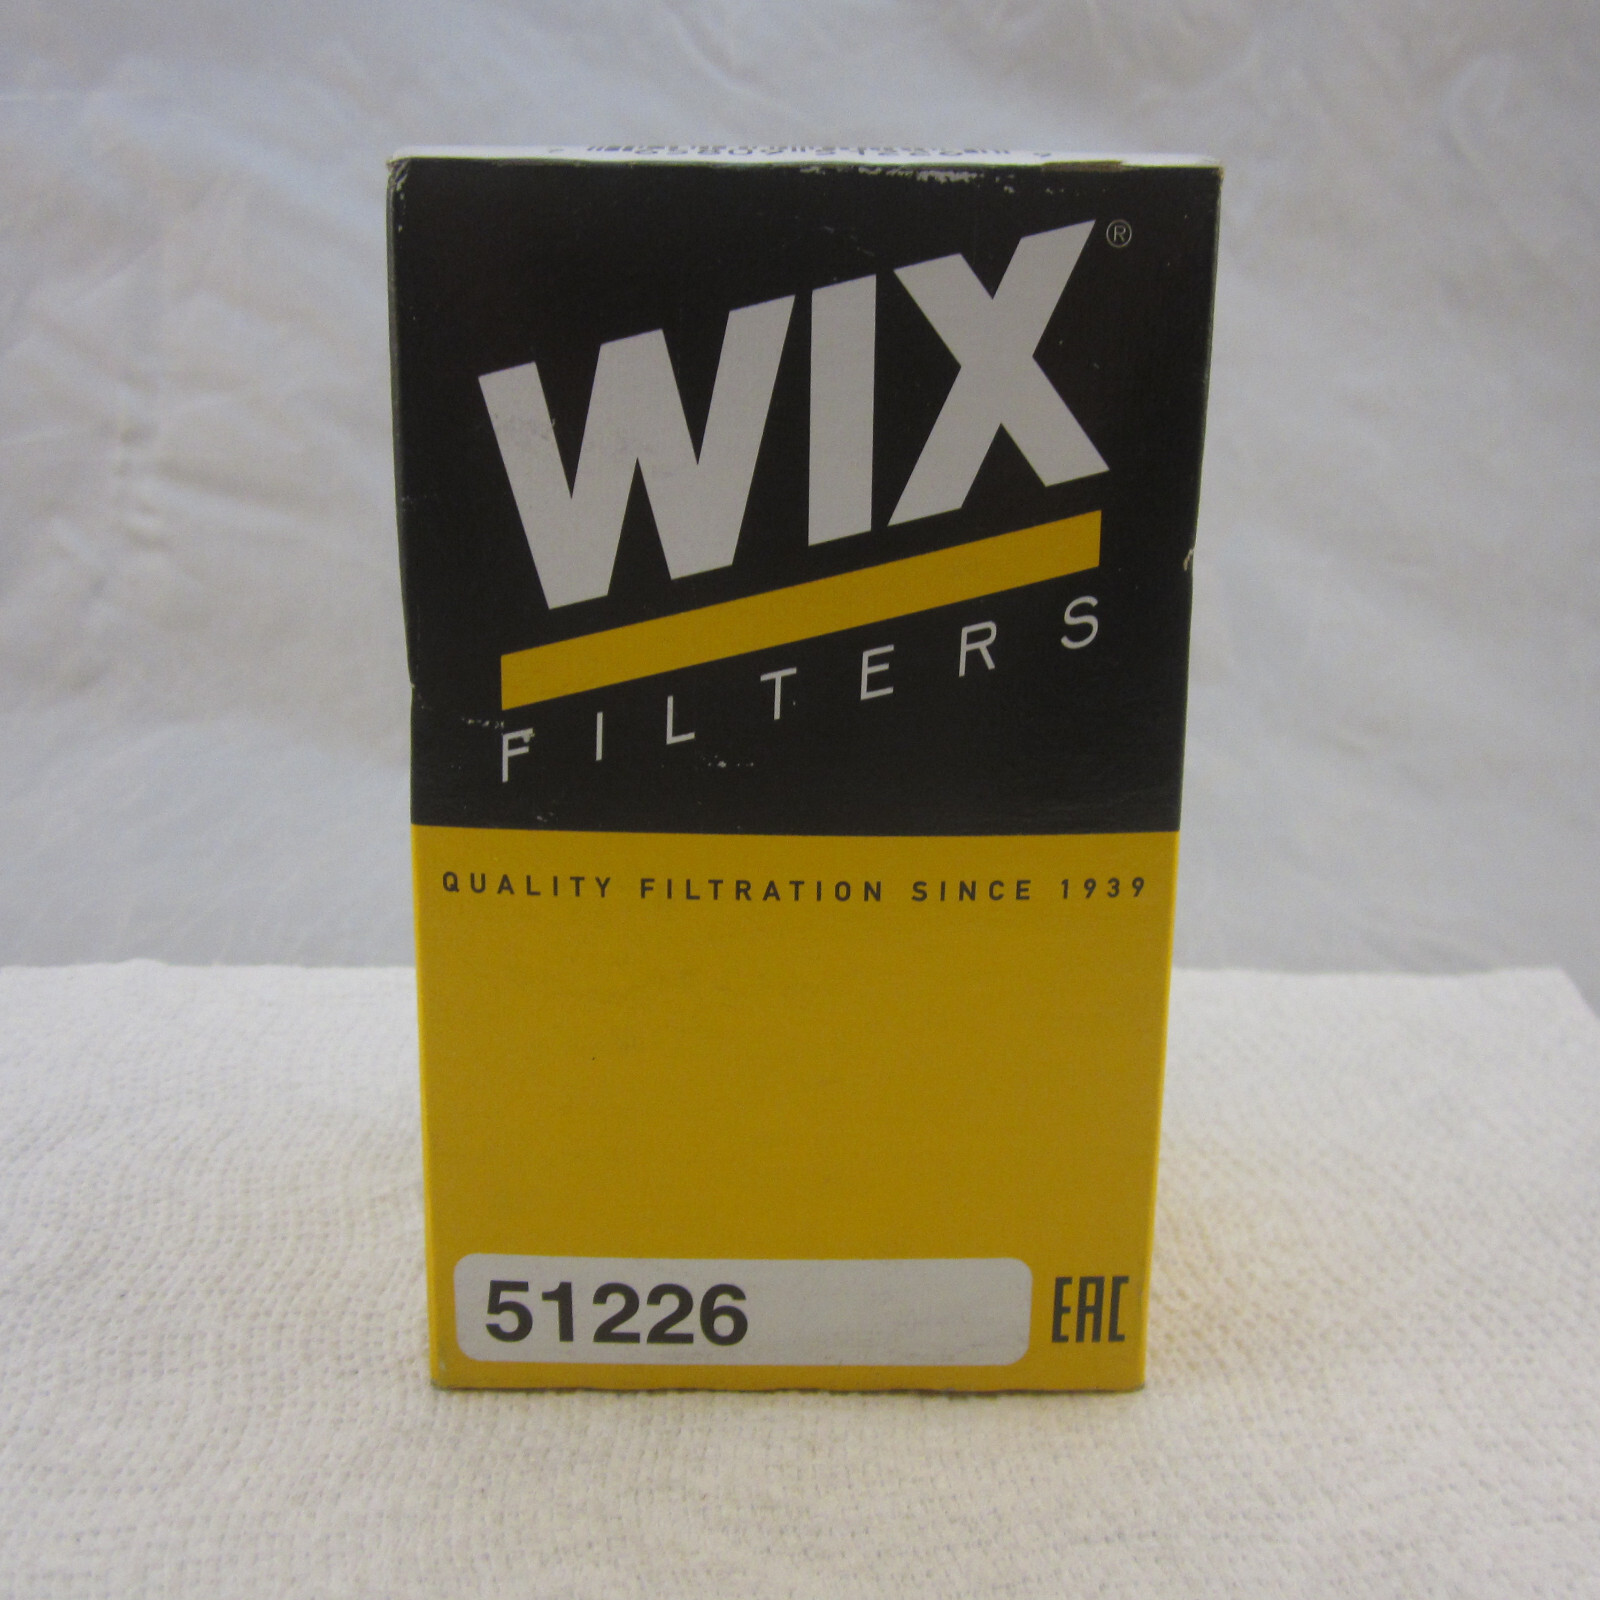 WIX®
FILTERS
QUALITY FILTRATION SINCE 1939
51226
EAC